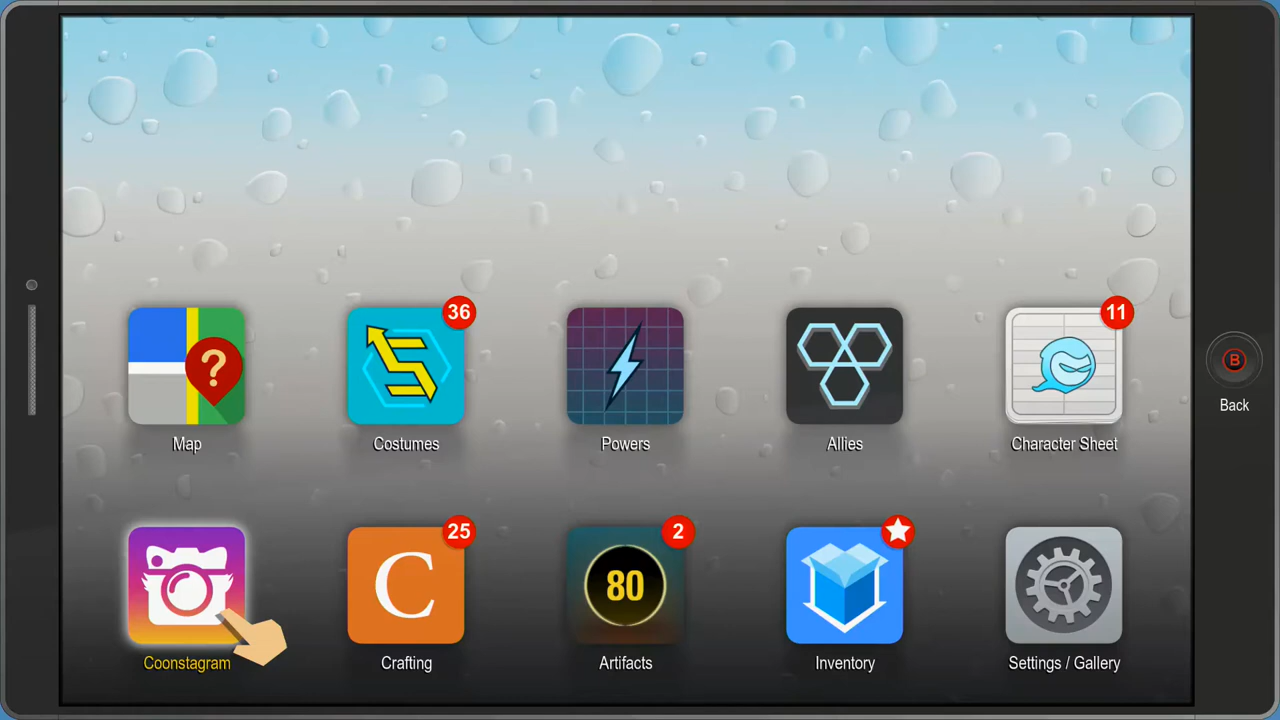 36
11
?
Map
Costumes
Powers
Allies
Character Sheet
B
Back
25
2
C
80
Coonstagram
Crafting
Artifacts
Inventory
Settings / Gallery